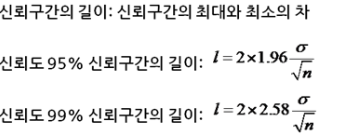 신뢰구간의 길이: 신뢰구간의 최대와 최소의 차
신뢰도 95% 신뢰구간의 길이: l = 2×1.96 σ/√n
신뢰도 99% 신뢰구간의 길이: l = 2×2.58 σ/√n